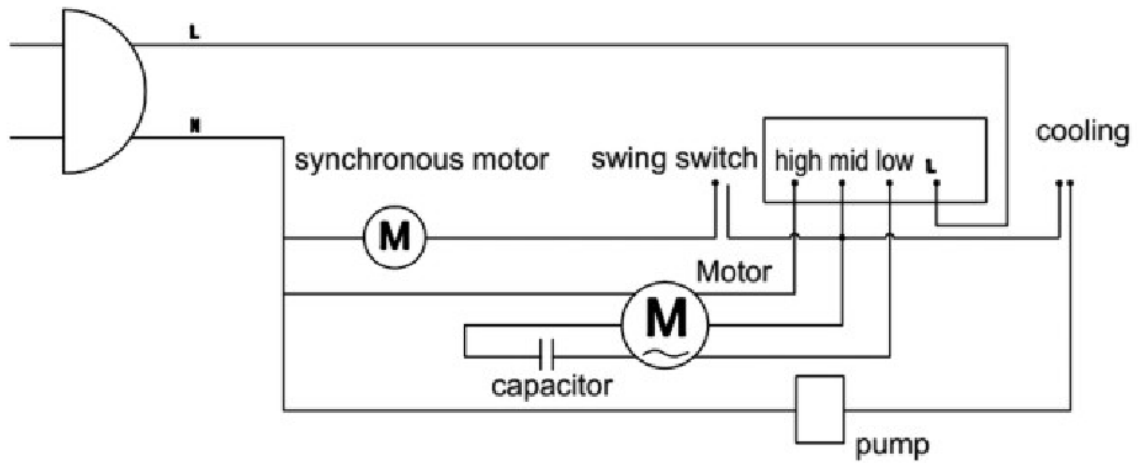 L
N
cooling
synchronous motor
swing switch
high mid low L
M
Motor
M
capacitor
pump